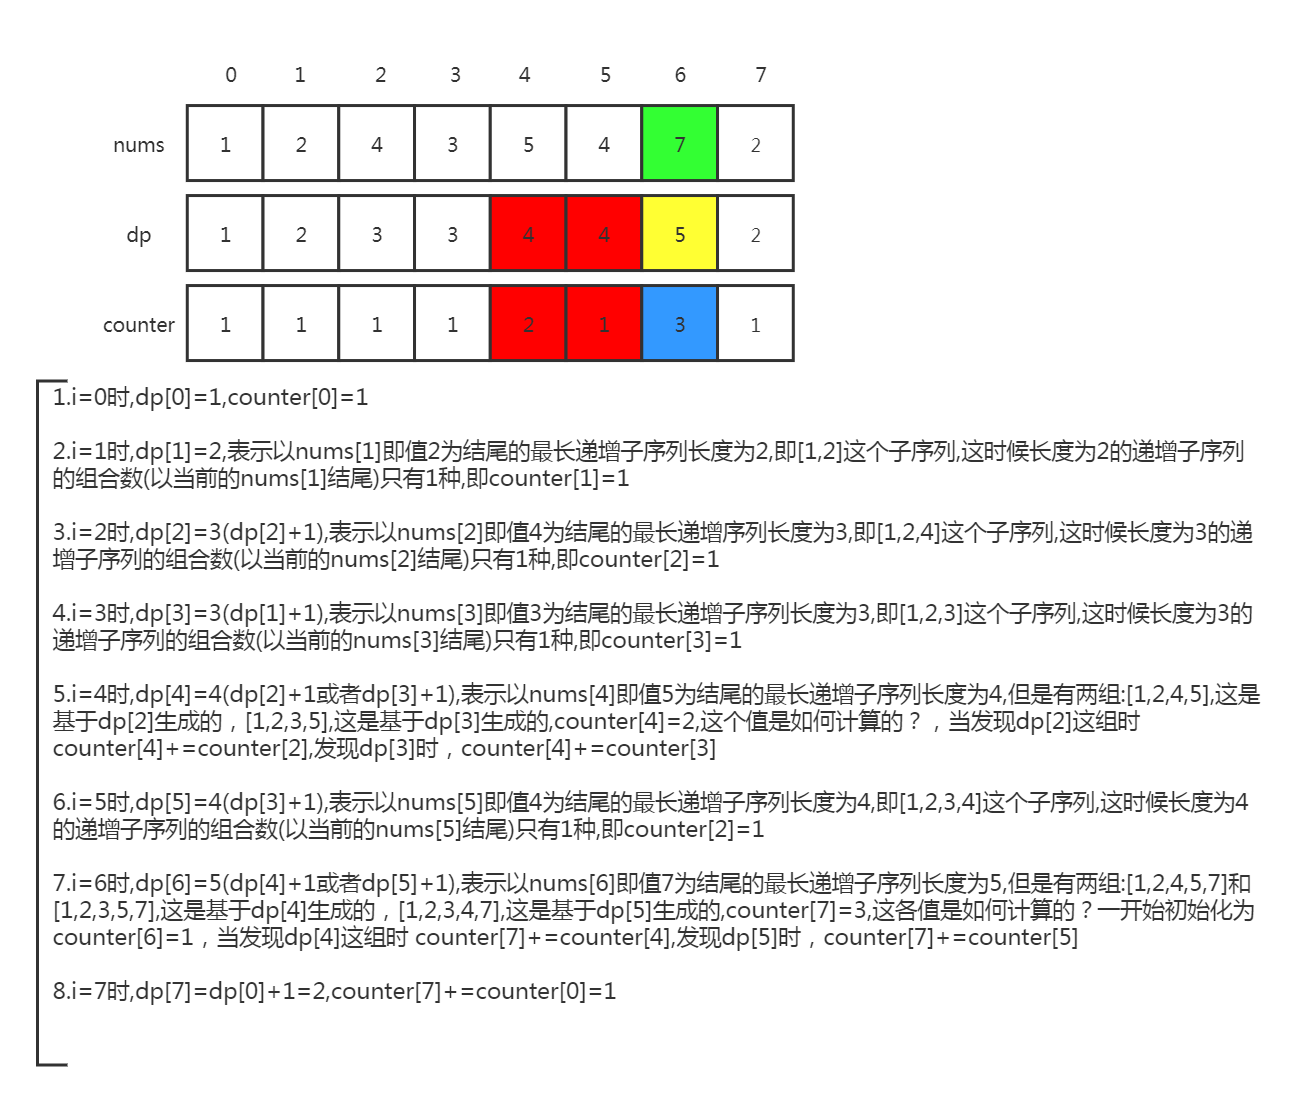 0 1 2 3 4 5 6 7
nums 1 2 4 3 5 4 7 2
dp 1 2 3 3 4 4 5 2
counter 1 1 1 1 2 1 3 1
1.i=0时,dp[0]=1,counter[0]=1
2.i=1时,dp[1]=2,表示以nums[1]即值2为结尾的最长递增子序列长度为2,即[1,2]这个子序列,这时候长度为2的递增子序列
的组合数(以当前的nums[1]结尾)只有1种,即counter[1]=1
3.i=2时,dp[2]=3(dp[2]+1),表示以nums[2]即值4为结尾的最长递增序列长度为3,即[1,2,4]这个子序列,这时候长度为3的递
增子序列的组合数(以当前的nums[2]结尾)只有1种,即counter[2]=1
4.i=3时,dp[3]=3(dp[1]+1),表示以nums[3]即值3为结尾的最长递增子序列长度为3,即[1,2,3]这个子序列,这时候长度为3的
递增子序列的组合数(以当前的nums[3]结尾)只有1种,即counter[3]=1
5.i=4时,dp[4]=4(dp[2]+1或者dp[3]+1),表示以nums[4]即值5为结尾的最长递增子序列长度为4,但是有两组:[1,2,4,5],这是
基于dp[2]生成的，[1,2,3,5],这是基于dp[3]生成的,counter[4]=2,这个值是如何计算的？，当发现dp[2]这组时
counter[4]+=counter[2],发现dp[3]时，counter[4]+=counter[3]
6.i=5时,dp[5]=4(dp[3]+1),表示以nums[5]即值4为结尾的最长递增子序列长度为4,即[1,2,3,4]这个子序列,这时候长度为4
的递增子序列的组合数(以当前的nums[5]结尾)只有1种,即counter[2]=1
7.i=6时,dp[6]=5(dp[4]+1或者dp[5]+1),表示以nums[6]即值7为结尾的最长递增子序列长度为5,但是有两组:[1,2,4,5,7]和
[1,2,3,5,7],这是基于dp[4]生成的，[1,2,3,4,7],这是基于dp[5]生成的,counter[7]=3,这各值是如何计算的？一开始初始化为
counter[6]=1，当发现dp[4]这组时 counter[7]+=counter[4],发现dp[5]时，counter[7]+=counter[5]
8.i=7时,dp[7]=dp[0]+1=2,counter[7]+=counter[0]=1